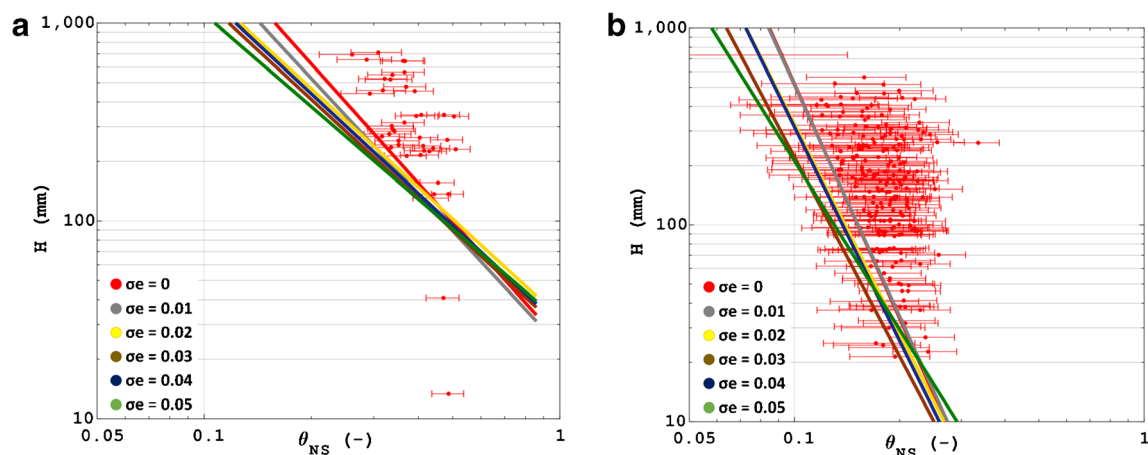 a
1,000
100
10
H (mm)
σe = 0
σe = 0.01
σe = 0.02
σe = 0.03
σe = 0.04
σe = 0.05
0.05
0.1
1
θNS (-)
b
1,000
100
10
H (mm)
σe = 0
σe = 0.01
σe = 0.02
σe = 0.03
σe = 0.04
σe = 0.05
0.05
0.1
1
θNS (-)